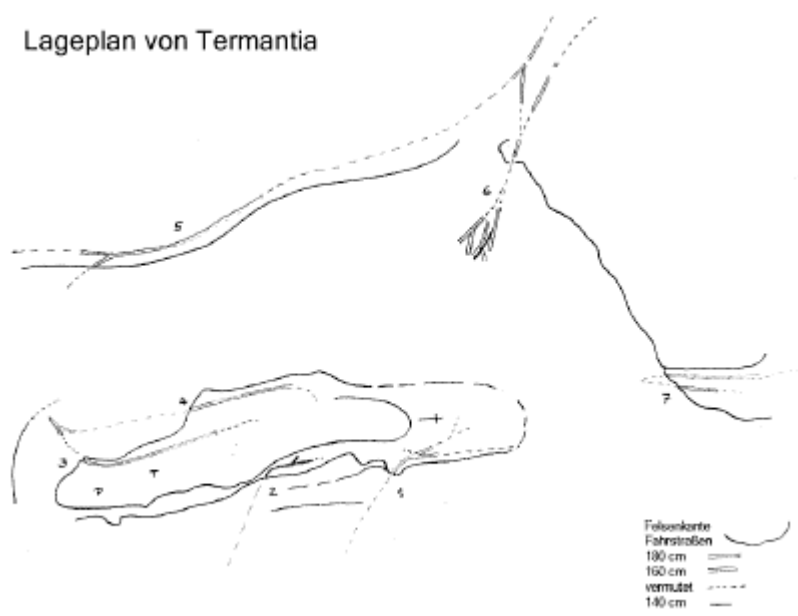 Lageplan von Termantia
6
5
4
7
3
T
P
2
1
Felsenkante
Fahrstraßen
180 cm
160 cm
vermutet
140 cm